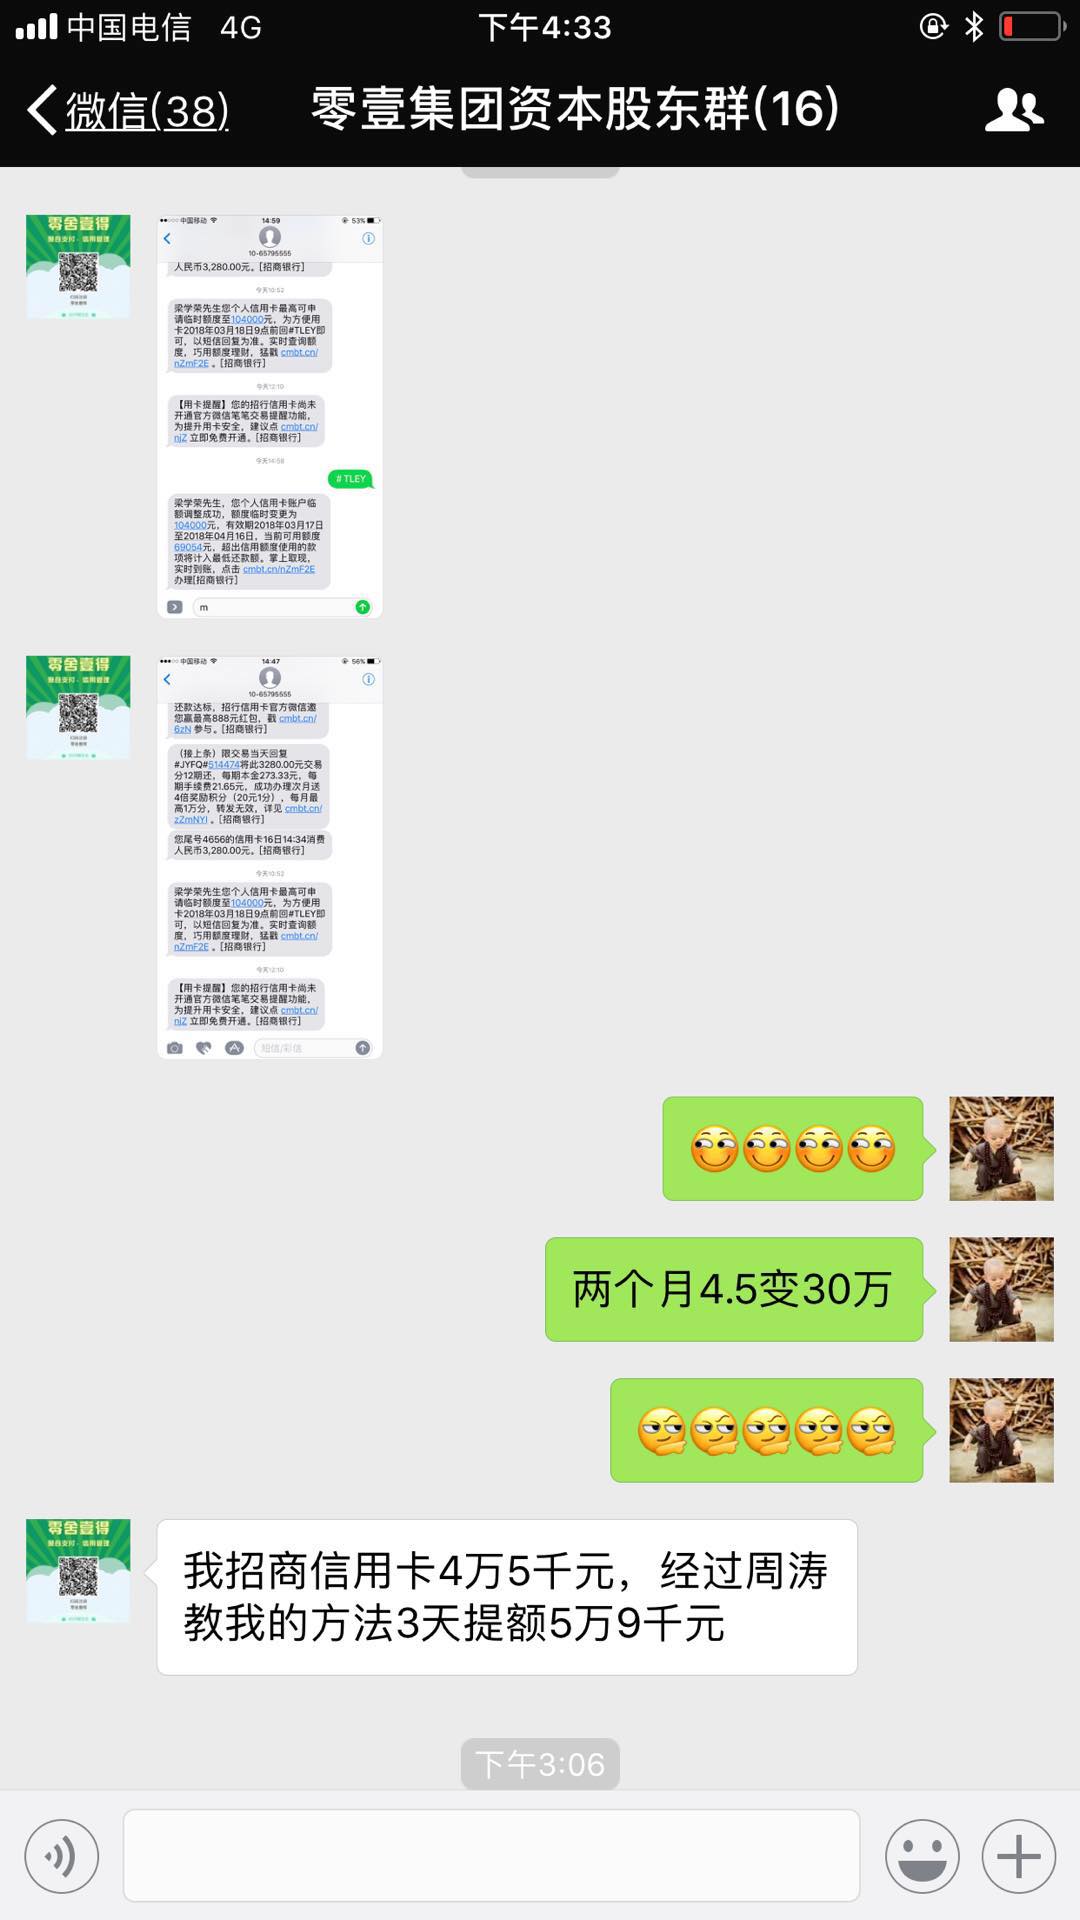 中国电信 4G 下午4:33
微信(38) 零壹集团资本股东群(16)
零舍壹得
聚合支付·信用管理
中国移动 14:59 53%
10-65795555
人民币3,280.00元。[招商银行]
今天10:52
梁学荣先生您个人信用卡最高可申
请临时额度至104000元，为方便用
卡2018年03月18日9点前回#TLEY即
可，以短信回复为准。实时查询额
度，巧用额度理财，猛戳 cmbt.cn/
nZmF2E 。[招商银行]
今天12:10
【用卡提醒】您的招行信用卡尚未
开通官方微信笔笔交易提醒功能，
为提升用卡安全，建议点 cmbt.cn/
njZ 立即免费开通。[招商银行]
今天14:58
#TLEY
梁学荣先生，您个人信用卡账户临
额调整成功，额度临时变更为
104000元，有效期2018年03月17日
至2018年04月16日，当前可用额度
69054元，超出信用额度使用的款
项将计入最低还款额。掌上取现，
实时到账，点击 cmbt.cn/nZmF2E
办理[招商银行]
m
零舍壹得
聚合支付·信用管理
中国移动 14:47 56%
10-65795555
还款达标，招行信用卡官方微信邀
您赢最高888元红包，戳 cmbt.cn/
6zN 参与。[招商银行]
（接上条）限交易当天回复
#JYFQ#514474将此3280.00元交易
分12期还，每期本金273.33元，每
期手续费21.65元，成功办理次月送
4倍奖励积分（20元1分），每月最
高1万分，转发无效，详见 cmbt.cn/
zZmNYI 。[招商银行]
您尾号4656的信用卡16日14:34消费
人民币3,280.00元。[招商银行]
今天10:52
梁学荣先生您个人信用卡最高可申
请临时额度至104000元，为方便用
卡2018年03月18日9点前回#TLEY即
可，以短信回复为准。实时查询额
度，巧用额度理财，猛戳 cmbt.cn/
nZmF2E 。[招商银行]
今天12:10
【用卡提醒】您的招行信用卡尚未
开通官方微信笔笔交易提醒功能，
为提升用卡安全，建议点 cmbt.cn/
njZ 立即免费开通。[招商银行]
短信/彩信
两个月4.5变30万
零舍壹得
聚合支付·信用管理
我招商信用卡4万5千元，经过周涛
教我的方法3天提额5万9千元
下午3:06